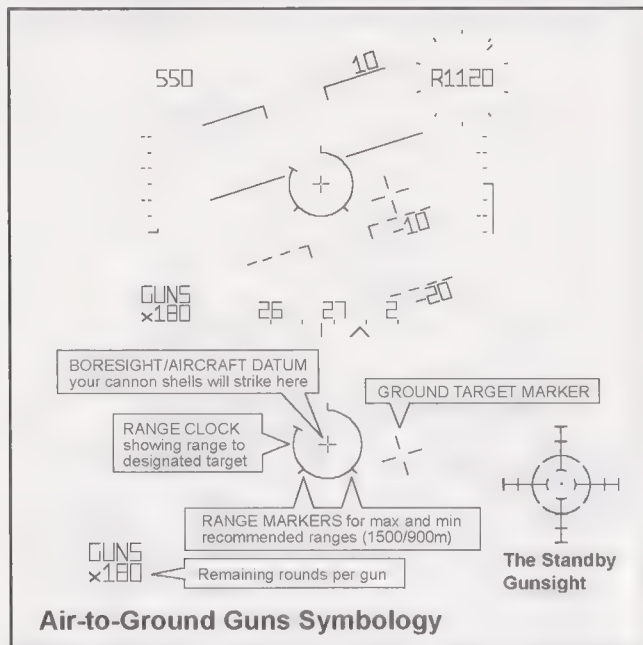 550
10
R1120
-10
GUNS
×180
26 27 2
-20
BORESIGHT/AIRCRAFT DATUM
your cannon shells will strike here
GROUND TARGET MARKER
RANGE CLOCK
showing range to
designated target
RANGE MARKERS for max and min
recommended ranges (1500/900m)
GUNS
×180
Remaining rounds per gun
The Standby
Gunsight
Air-to-Ground Guns Symbology